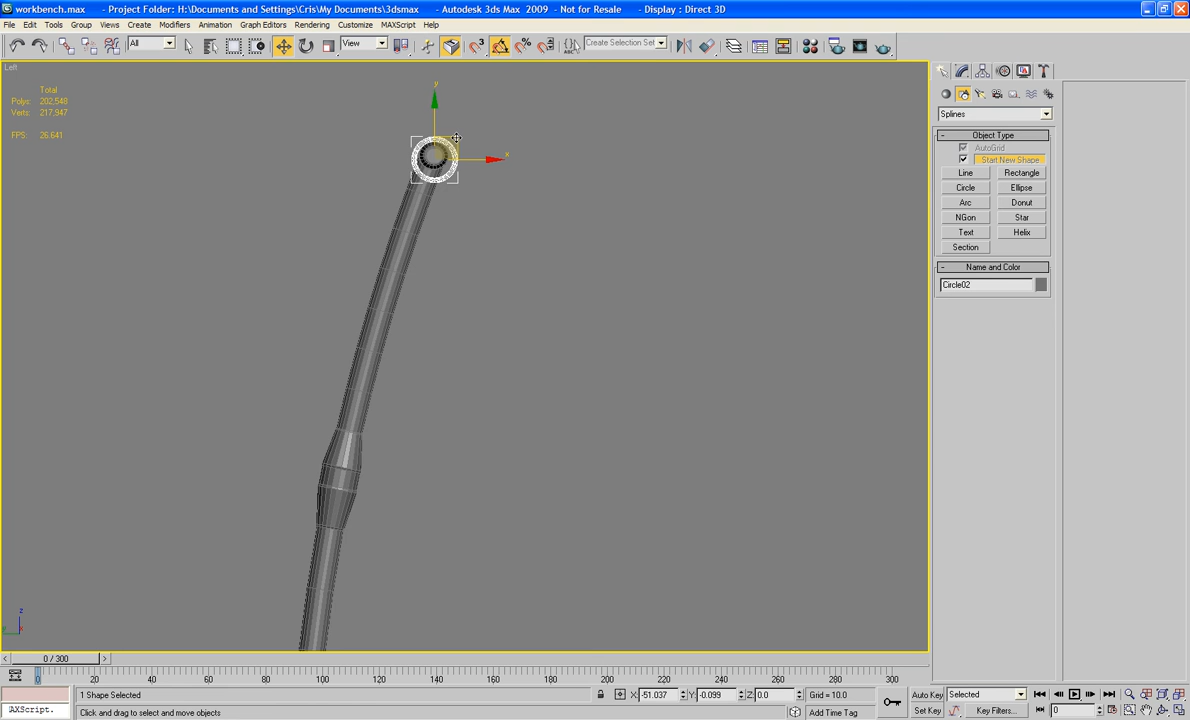 workbench.max - Project Folder: H:\Documents and Settings\Cris\My Documents\3dsmax - Autodesk 3ds Max 2009 - Not for Resale - Display : Direct 3D
File Edit Tools Group Views Create Modifiers Animation Graph Editors Rendering Customize MAXScript Help
All View 3 Create Selection Set
Left
Total
Polys: 202,548
Verts: 217,947
FPS: 26.641
y
x
Splines
- Object Type
AutoGrid
Start New Shape
Line Rectangle
Circle Ellipse
Arc Donut
NGon Star
Text Helix
Section
- Name and Color
Circle02
z
y x
< 0 / 300 >
0 20 40 60 80 100 120 140 160 180 200 220 240 260 280 300
1 Shape Selected X: -51.037 Y: -0.099 Z: 0.0 Grid = 10.0 Auto Key Selected
AXScript. Click and drag to select and move objects Add Time Tag Set Key Key Filters... 0